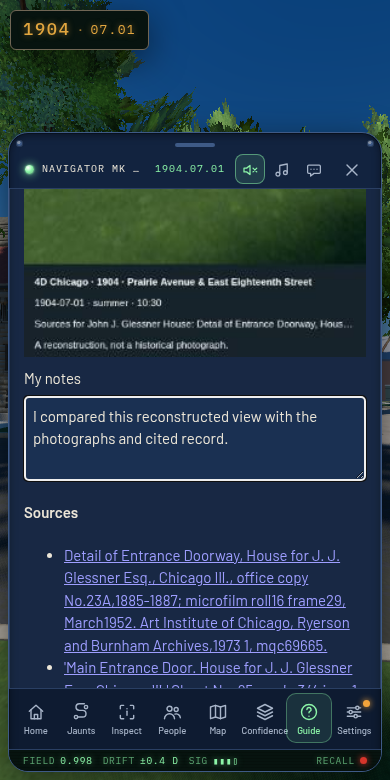 1904 · 07.01
NAVIGATOR MK … 1904.07.01
4D Chicago · 1904 · Prairie Avenue & East Eighteenth Street
1904-07-01 · summer · 10:30
Sources for John J. Glessner House: Detail of Entrance Doorway, Hous…
A reconstruction, not a historical photograph.
My notes
I compared this reconstructed view with the
photographs and cited record.
Sources
Detail of Entrance Doorway, House for J. J.
Glessner Esq., Chicago Ill., office copy
No.23A,1885-1887; microfilm roll16 frame29,
March1952. Art Institute of Chicago, Ryerson
and Burnham Archives,1973 1, mqc69665.
'Main Entrance Door. House for J. J. Glessner
Home Jaunts Inspect People Map Confidence Guide Settings
FIELD 0.998 DRIFT ±0.4 D SIG RECALL